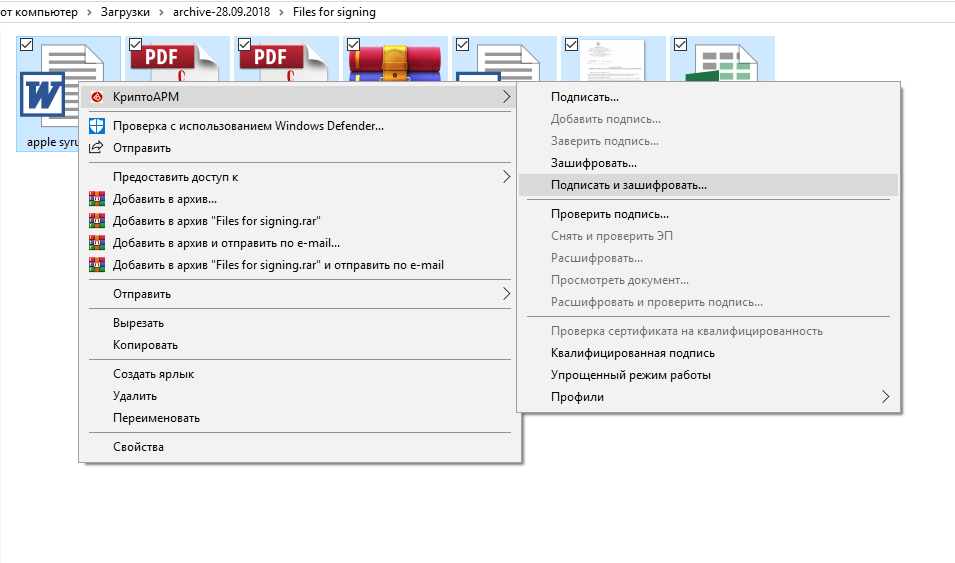 от компьютер › Загрузки › archive-28.09.2018 › Files for signing
PDF
PDF
W
apple syru
КриптоАРМ
Проверка с использованием Windows Defender...
Отправить
Предоставить доступ к
Добавить в архив...
Добавить в архив "Files for signing.rar"
Добавить в архив и отправить по e-mail...
Добавить в архив "Files for signing.rar" и отправить по e-mail
Отправить
Вырезать
Копировать
Создать ярлык
Удалить
Переименовать
Свойства
Подписать...
Добавить подпись...
Заверить подпись...
Зашифровать...
Подписать и зашифровать...
Проверить подпись...
Снять и проверить ЭП
Расшифровать...
Просмотреть документ...
Расшифровать и проверить подпись...
Проверка сертификата на квалифицированность
Квалифицированная подпись
Упрощенный режим работы
Профили